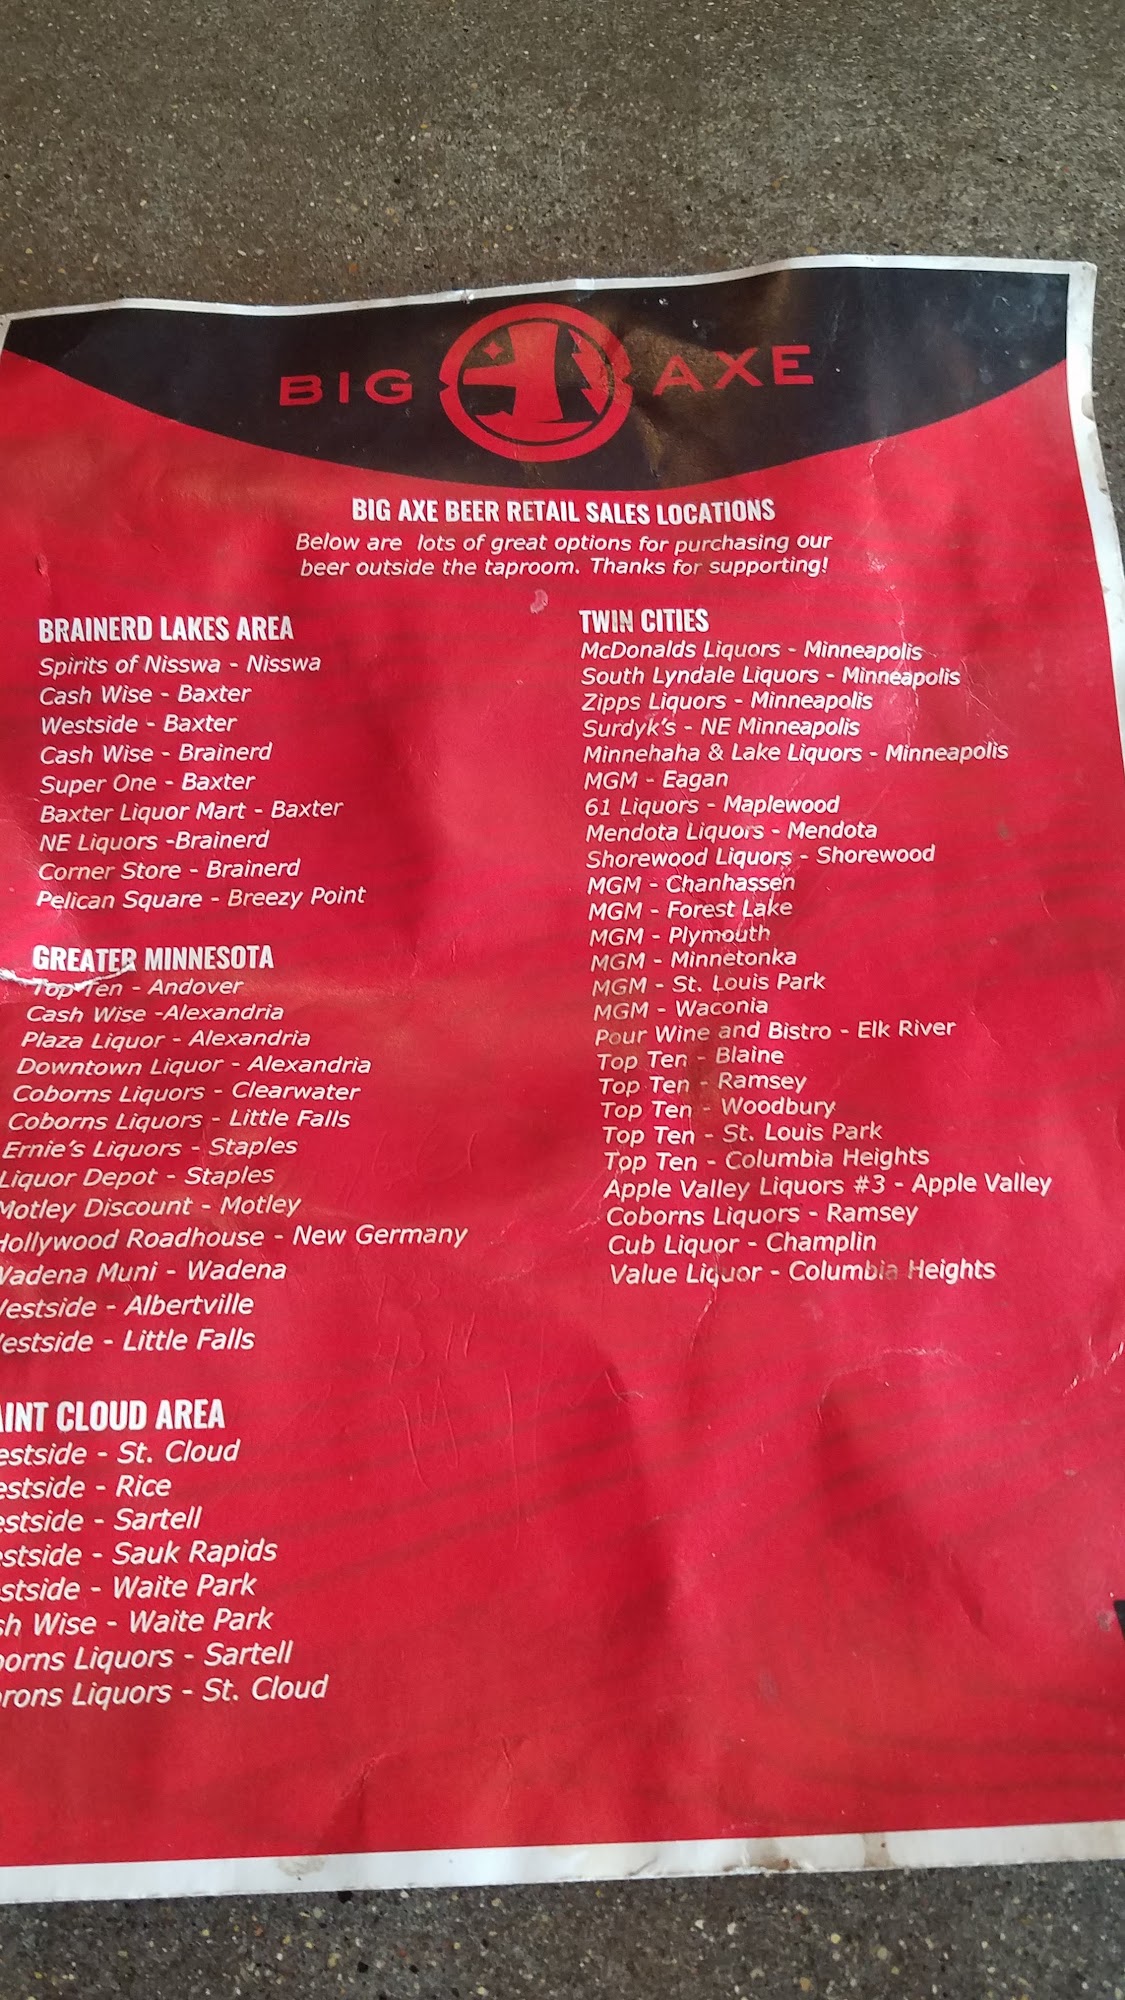 BIG AXE
BIG AXE BEER RETAIL SALES LOCATIONS
Below are lots of great options for purchasing our
beer outside the taproom. Thanks for supporting!
BRAINERD LAKES AREA
Spirits of Nisswa - Nisswa
Cash Wise - Baxter
Westside - Baxter
Cash Wise - Brainerd
Super One - Baxter
Baxter Liquor Mart - Baxter
NE Liquors -Brainerd
Corner Store - Brainerd
Pelican Square - Breezy Point
GREATER MINNESOTA
Top Ten - Andover
Cash Wise -Alexandria
Plaza Liquor - Alexandria
Downtown Liquor - Alexandria
Coborns Liquors - Clearwater
Coborns Liquors - Little Falls
Ernie's Liquors - Staples
Liquor Depot - Staples
Motley Discount - Motley
Hollywood Roadhouse - New Germany
Wadena Muni - Wadena
estside - Albertville
estside - Little Falls
AINT CLOUD AREA
estside - St. Cloud
estside - Rice
estside - Sartell
estside - Sauk Rapids
stside - Waite Park
sh Wise - Waite Park
borns Liquors - Sartell
orons Liquors - St. Cloud
TWIN CITIES
McDonalds Liquors - Minneapolis
South Lyndale Liquors - Minneapolis
Zipps Liquors - Minneapolis
Surdyk's - NE Minneapolis
Minnehaha & Lake Liquors - Minneapolis
MGM - Eagan
61 Liquors - Maplewood
Mendota Liquors - Mendota
Shorewood Liquors - Shorewood
MGM - Chanhassen
MGM - Forest Lake
MGM - Plymouth
MGM - Minnetonka
MGM - St. Louis Park
MGM - Waconia
Pour Wine and Bistro - Elk River
Top Ten - Blaine
Top Ten - Ramsey
Top Ten - Woodbury
Top Ten - St. Louis Park
Top Ten - Columbia Heights
Apple Valley Liquors #3 - Apple Valley
Coborns Liquors - Ramsey
Cub Liquor - Champlin
Value Liquor - Columbia Heights